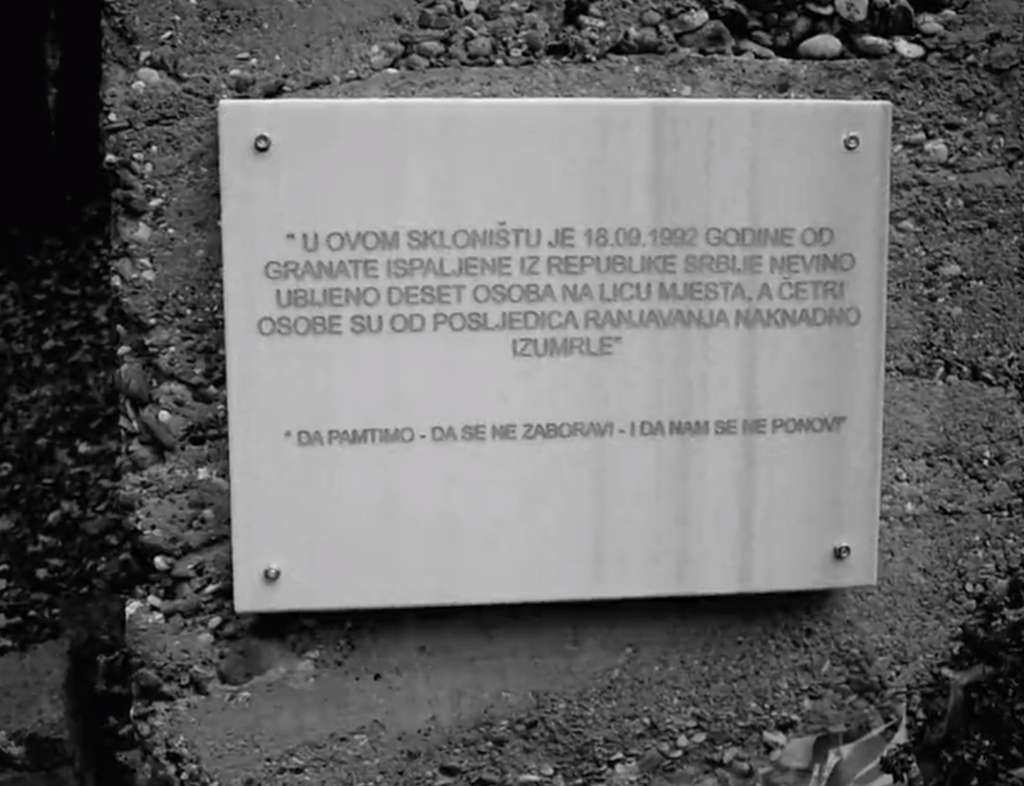 " U OVOM SKLONIŠTU JE 18.09.1992 GODINE OD
GRANATE ISPALJENE IZ REPUBLIKE SRBIJE NEVINO
UBIJENO DESET OSOBA NA LICU MJESTA, A ČETRI
OSOBE SU OD POSLJEDICA RANJAVANJA NAKNADNO
IZUMRLE"
" DA PAMTIMO - DA SE NE ZABORAVI - I DA NAM SE NE PONOVI"